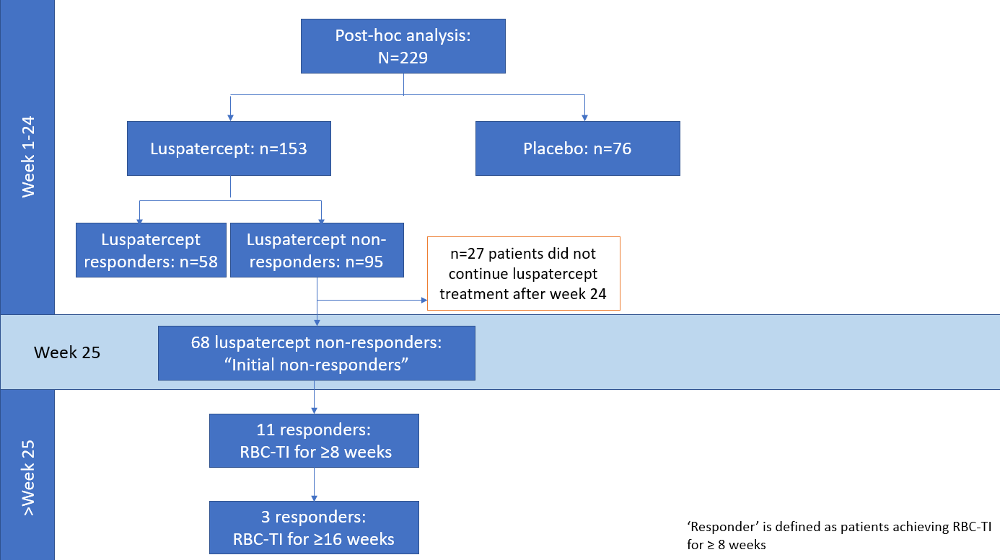 Post-hoc analysis:
N=229
Week 1-24
Luspatercept: n=153
Placebo: n=76
Luspatercept
responders: n=58
Luspatercept non-
responders: n=95
n=27 patients did not
continue luspatercept
treatment after week 24
Week 25
68 luspatercept non-responders:
“Initial non-responders”
>Week 25
11 responders:
RBC-TI for ≥8 weeks
3 responders:
RBC-TI for ≥16 weeks
‘Responder’ is defined as patients achieving RBC-TI
for ≥ 8 weeks